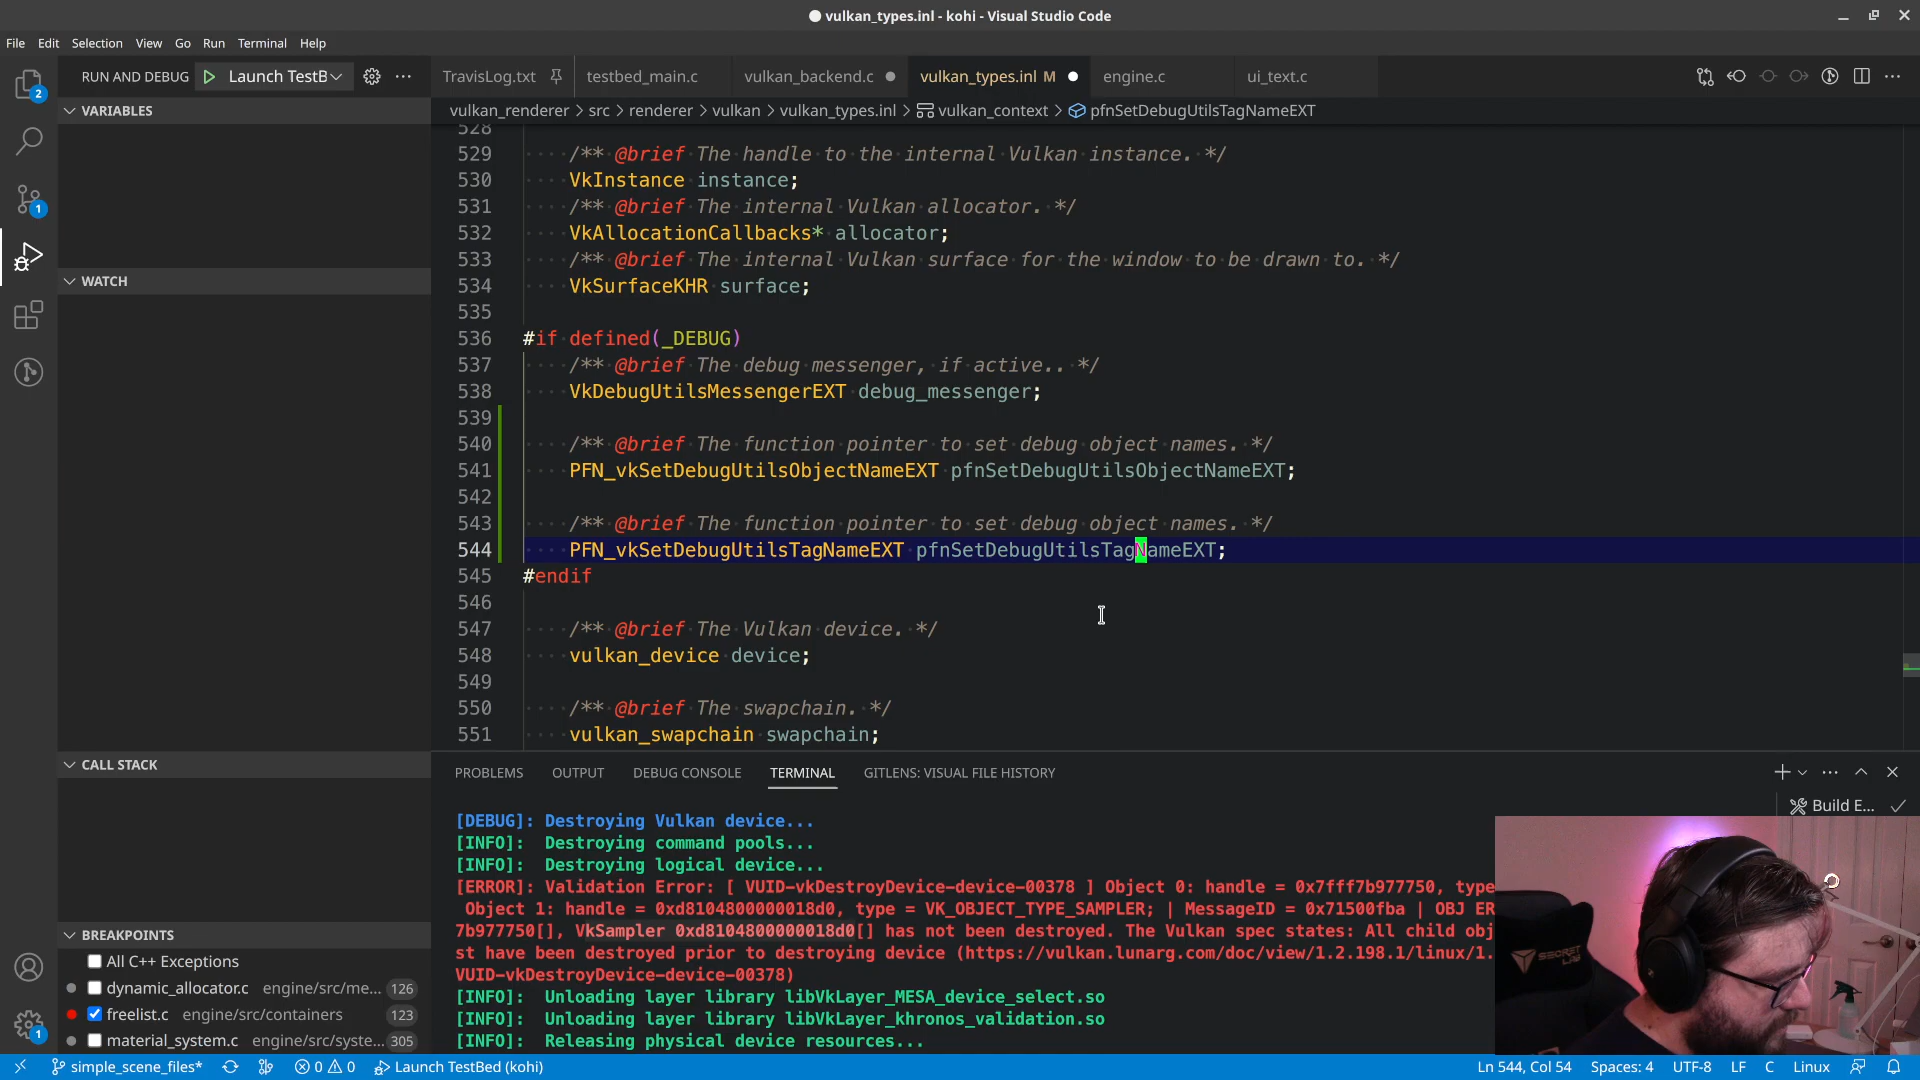 vulkan_types.inl - kohi - Visual Studio Code
File Edit Selection View Go Run Terminal Help
RUN AND DEBUG Launch TestB
TravisLog.txt testbed_main.c vulkan_backend.c vulkan_types.inl M engine.c ui_text.c
vulkan_renderer > src > renderer > vulkan > vulkan_types.inl > vulkan_context > pfnSetDebugUtilsTagNameEXT
2
1
1
VARIABLES
WATCH
CALL STACK
BREAKPOINTS
All C++ Exceptions
dynamic_allocator.c engine/src/me... 126
freelist.c engine/src/containers 123
material_system.c engine/src/syste... 305
528
529 /** @brief The handle to the internal Vulkan instance. */
530 VkInstance instance;
531 /** @brief The internal Vulkan allocator. */
532 VkAllocationCallbacks* allocator;
533 /** @brief The internal Vulkan surface for the window to be drawn to. */
534 VkSurfaceKHR surface;
535
536 #if defined(_DEBUG)
537 /** @brief The debug messenger, if active.. */
538 VkDebugUtilsMessengerEXT debug_messenger;
539
540 /** @brief The function pointer to set debug object names. */
541 PFN_vkSetDebugUtilsObjectNameEXT pfnSetDebugUtilsObjectNameEXT;
542
543 /** @brief The function pointer to set debug object names. */
544 PFN_vkSetDebugUtilsTagNameEXT pfnSetDebugUtilsTagNameEXT;
545 #endif
546
547 /** @brief The Vulkan device. */
548 vulkan_device device;
549
550 /** @brief The swapchain. */
551 vulkan_swapchain swapchain;
PROBLEMS OUTPUT DEBUG CONSOLE TERMINAL GITLENS: VISUAL FILE HISTORY
Build E...
[DEBUG]: Destroying Vulkan device...
[INFO]: Destroying command pools...
[INFO]: Destroying logical device...
[ERROR]: Validation Error: [ VUID-vkDestroyDevice-device-00378 ] Object 0: handle = 0x7fff7b977750, type
Object 1: handle = 0xd8104800000018d0, type = VK_OBJECT_TYPE_SAMPLER; | MessageID = 0x71500fba | OBJ ER
7b977750[], VkSampler 0xd8104800000018d0[] has not been destroyed. The Vulkan spec states: All child obj
st have been destroyed prior to destroying device (https://vulkan.lunarg.com/doc/view/1.2.198.1/linux/1.
VUID-vkDestroyDevice-device-00378)
[INFO]: Unloading layer library libVkLayer_MESA_device_select.so
[INFO]: Unloading layer library libVkLayer_khronos_validation.so
[INFO]: Releasing physical device resources...
simple_scene_files* 0 0 Launch TestBed (kohi) Ln 544, Col 54 Spaces: 4 UTF-8 LF C Linux